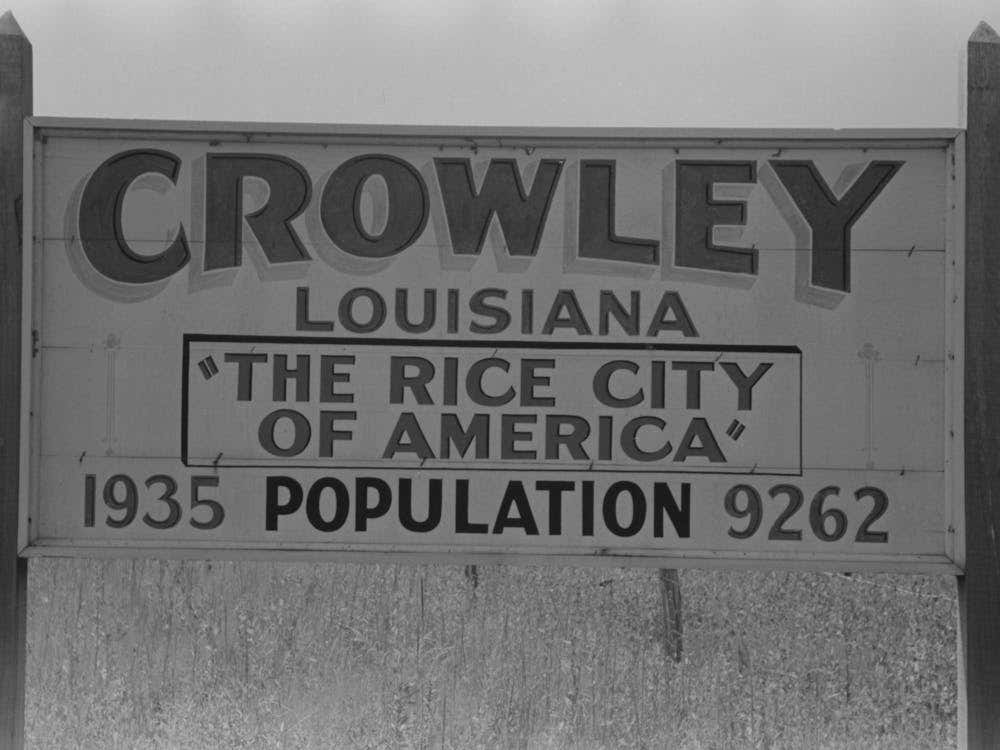 CROWLEY
LOUISIANA
"THE RICE CITY
OF AMERICA"
1935 POPULATION 9262